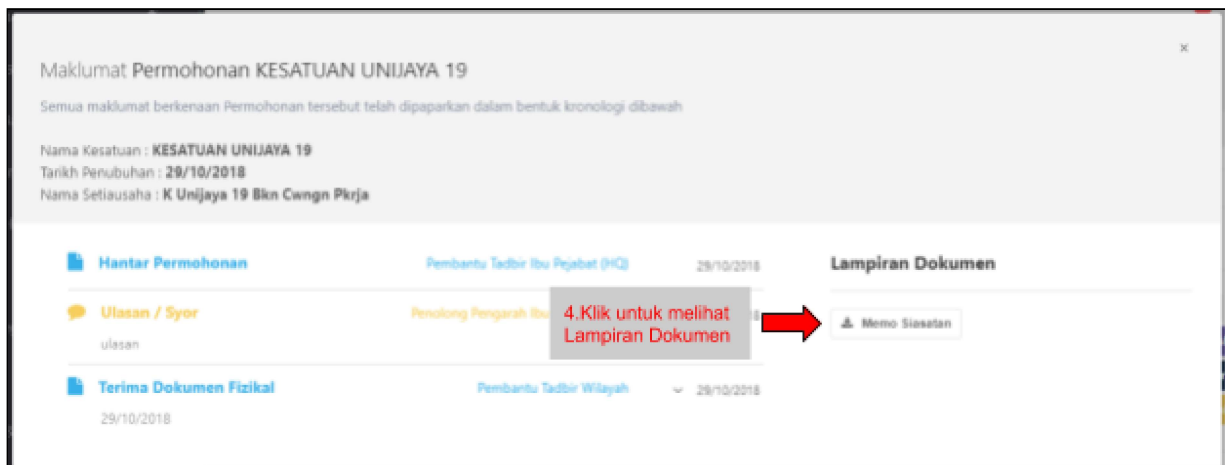 ×
Maklumat Permohonan KESATUAN UNIJAYA 19
Semua maklumat berkenaan Permohonan tersebut telah dipaparkan dalam bentuk kronologi dibawah
Nama Kesatuan : KESATUAN UNIJAYA 19
Tarikh Penubuhan : 29/10/2018
Nama Setiausaha : K Unijaya 19 Bkn Cwngn Pkrja
Hantar Permohonan Pembantu Tadbir Ibu Pejabat (HQ) 29/10/2018
Ulasan / Syor Penolong Pengarah Ibu
ulasan
Terima Dokumen Fizikal Pembantu Tadbir Wilayah 29/10/2018
29/10/2018
4.Klik untuk melihat
Lampiran Dokumen
Lampiran Dokumen
Memo Siasatan